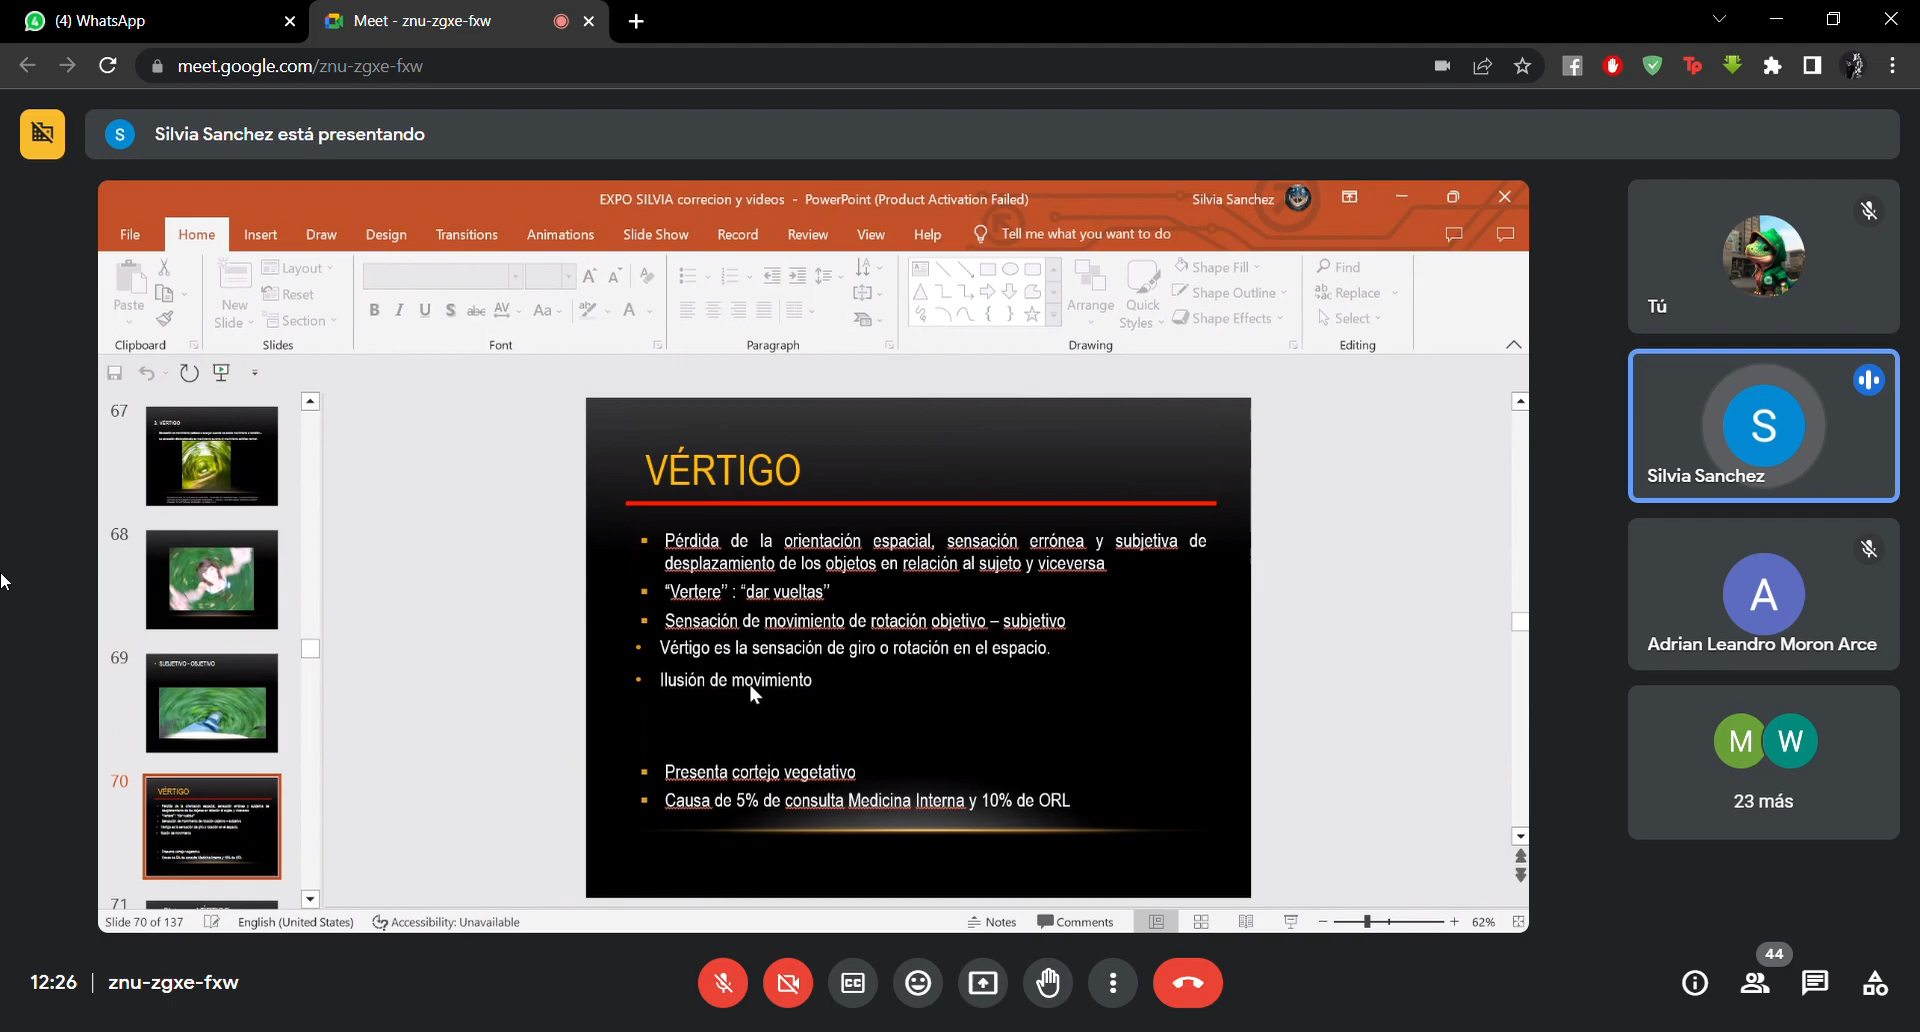 (4) WhatsApp
Meet - znu-zgxe-fxw
meet.google.com/znu-zgxe-fxw
S Silvia Sanchez está presentando
EXPO SILVIA correcion y videos - PowerPoint (Product Activation Failed)
Silvia Sanchez
File Home Insert Draw Design Transitions Animations Slide Show Record Review View Help Tell me what you want to do
Paste
Clipboard
New Slide
Layout
Reset
Section
Slides
B I U S abc AV Aa A
Font
Paragraph
Arrange
Quick Styles
Shape Fill
Shape Outline
Shape Effects
Drawing
Find
Replace
Select
Editing
67
3. VÉRTIGO
68
69
SUBJETIVO - OBJETIVO
70
VÉRTIGO
71
VÉRTIGO
Pérdida de la orientación espacial, sensación errónea y subjetiva de
desplazamiento de los objetos en relación al sujeto y viceversa
“Vertere” : “dar vueltas”
Sensación de movimiento de rotación objetivo – subjetivo
Vértigo es la sensación de giro o rotación en el espacio.
Ilusión de movimiento
Presenta cortejo vegetativo
Causa de 5% de consulta Medicina Interna y 10% de ORL
Slide 70 of 137 English (United States) Accessibility: Unavailable Notes Comments 62%
Tú
S
Silvia Sanchez
A
Adrian Leandro Moron Arce
M W
23 más
12:26 | znu-zgxe-fxw
44